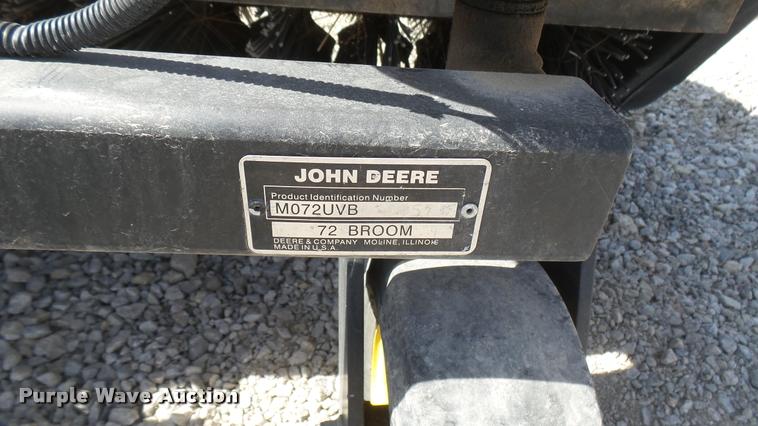 JOHN DEERE
Product Identification Number
M072UVB
72 BROOM
DEERE & COMPANY MOLINE, ILLINOIS
MADE IN U.S.A.
Purple Wave Auction